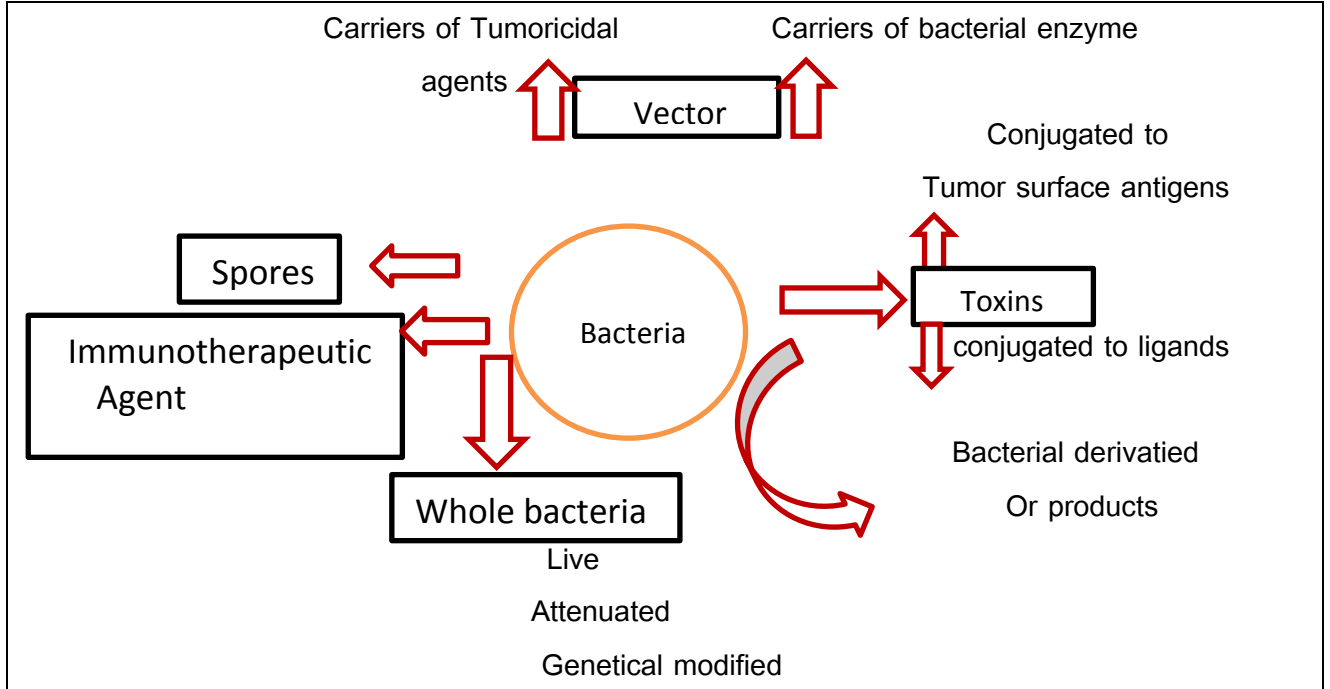 Carriers of Tumoricidal
agents
Carriers of bacterial enzyme
Vector
Conjugated to
Tumor surface antigens
Spores
Toxins
Immunotherapeutic
Agent
Bacteria
conjugated to ligands
Bacterial derivatied
Or products
Whole bacteria
Live
Attenuated
Genetical modified